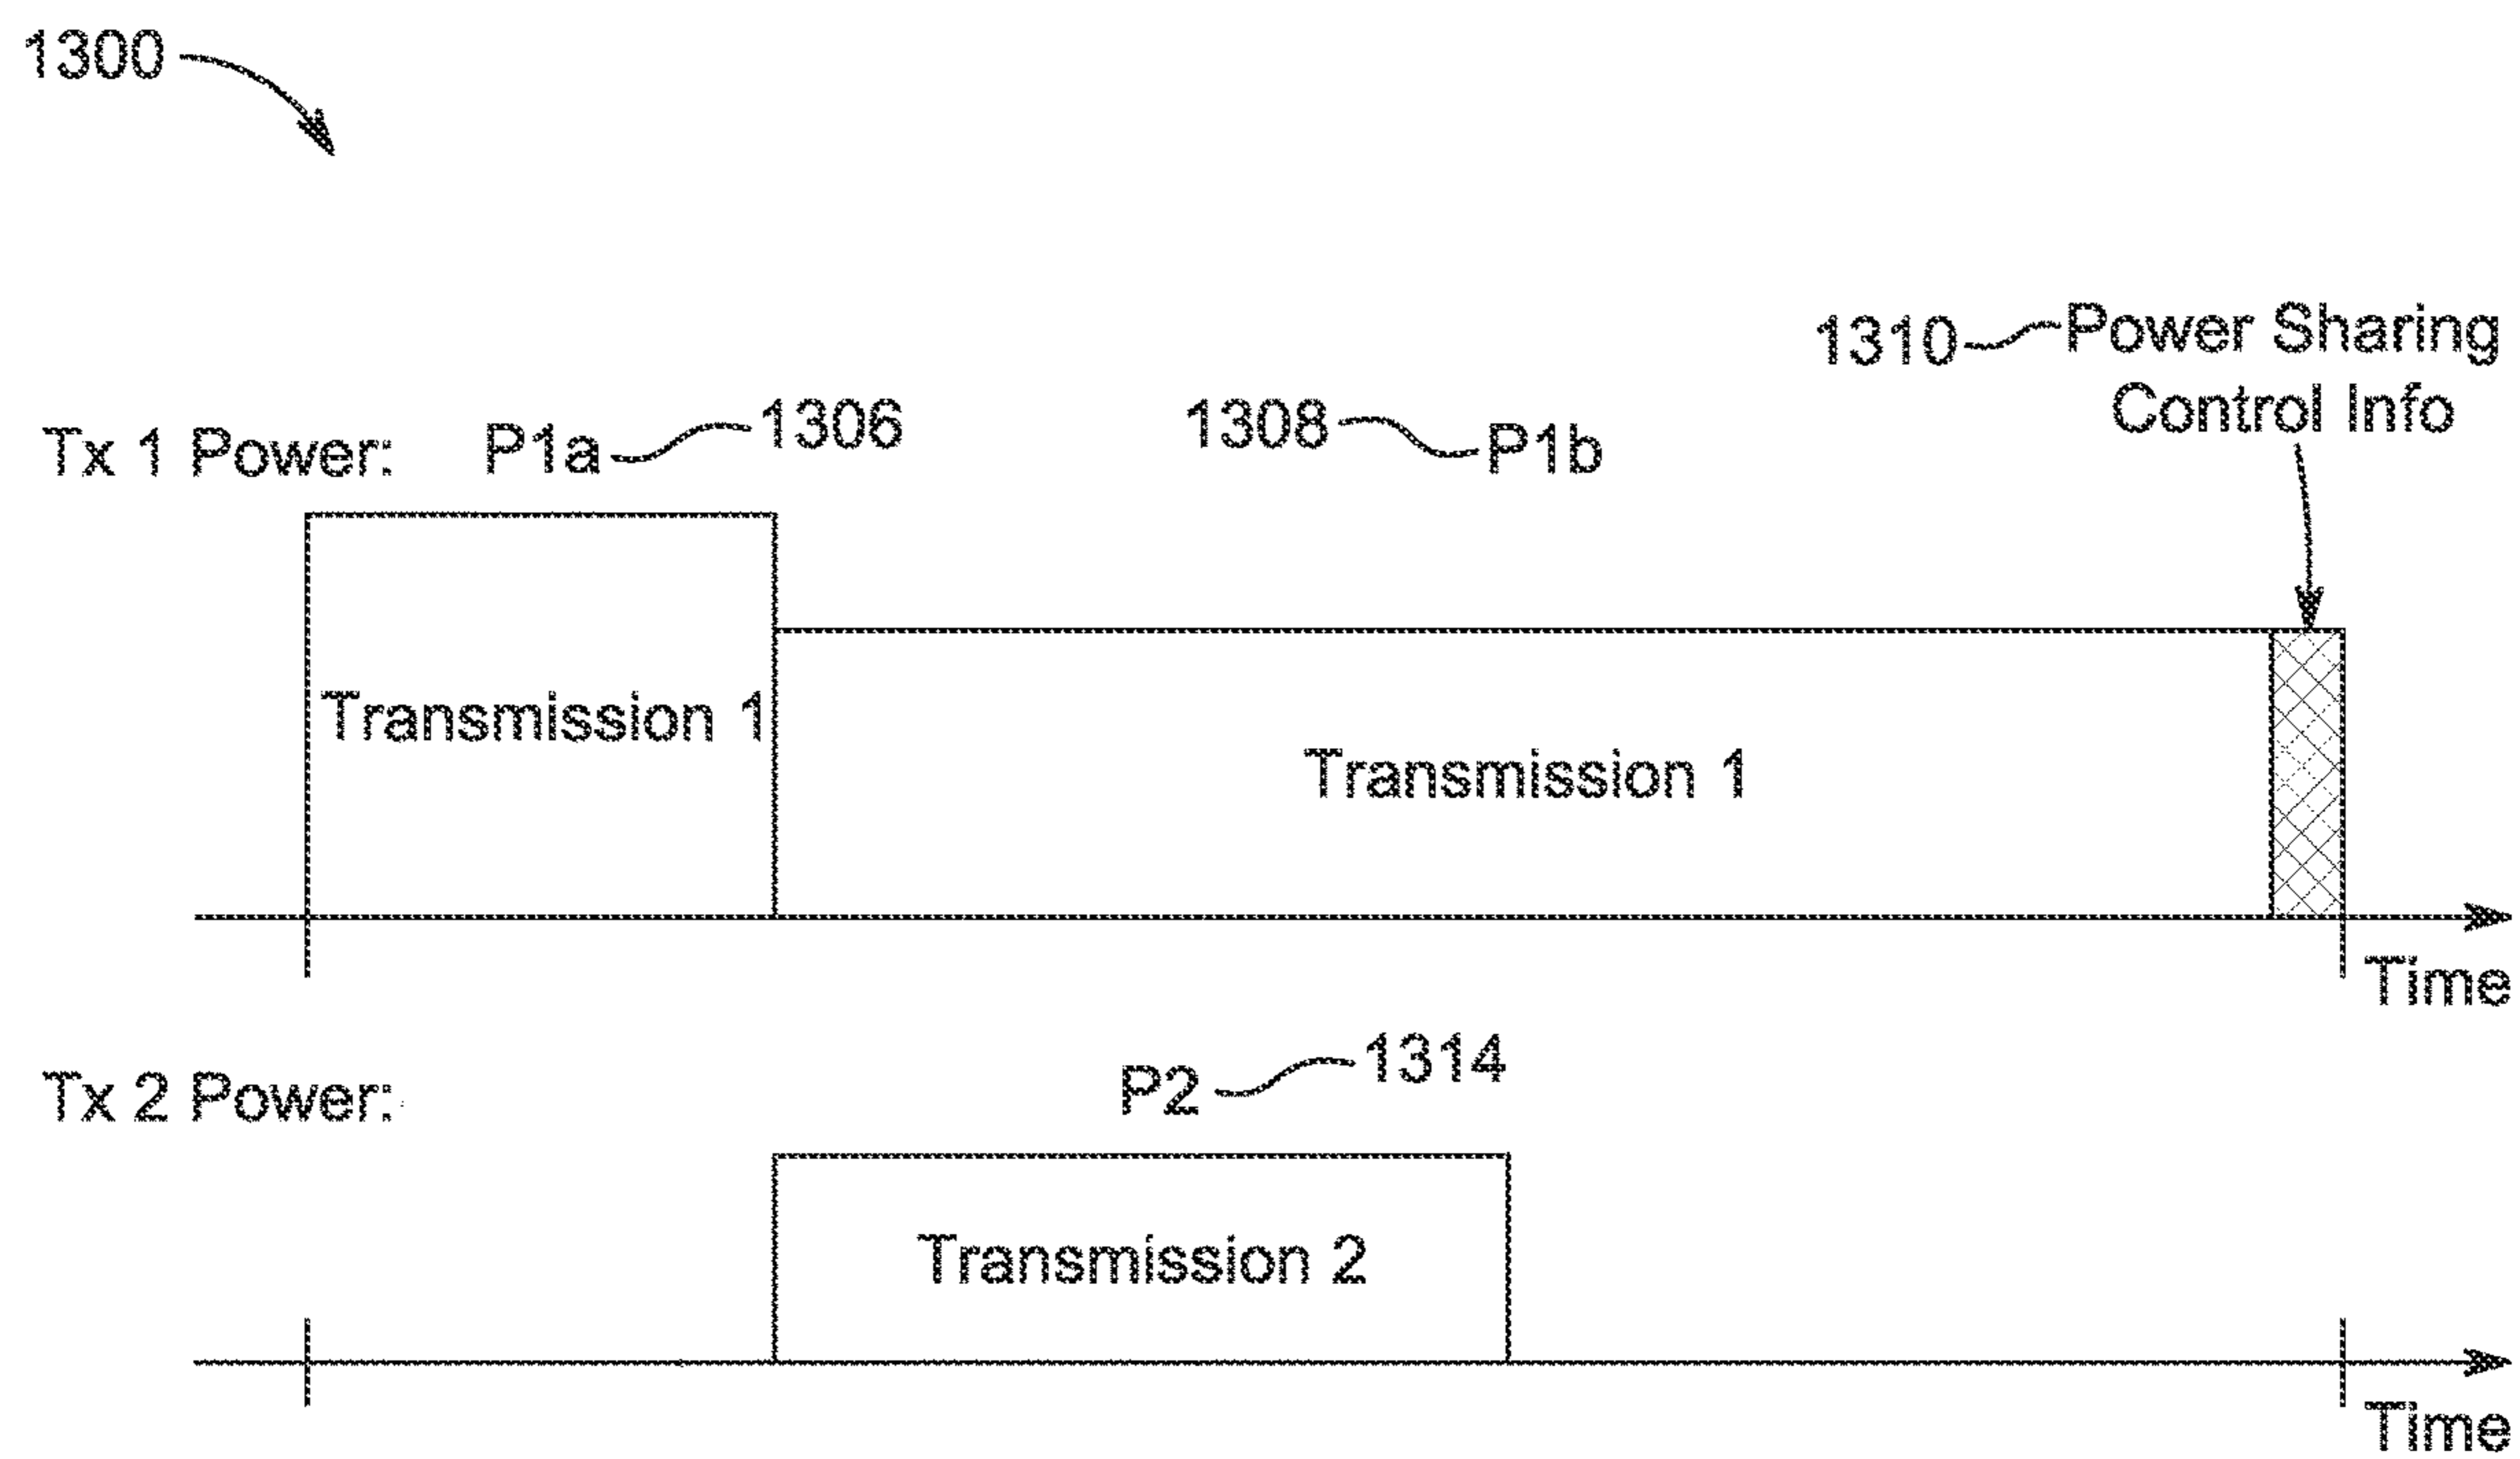 1300
1310 Power Sharing
Control Info
Tx 1 Power: P1a 1306 1308 P1b
Transmission 1
Transmission 1
Time
Tx 2 Power: P2 1314
Transmission 2
Time